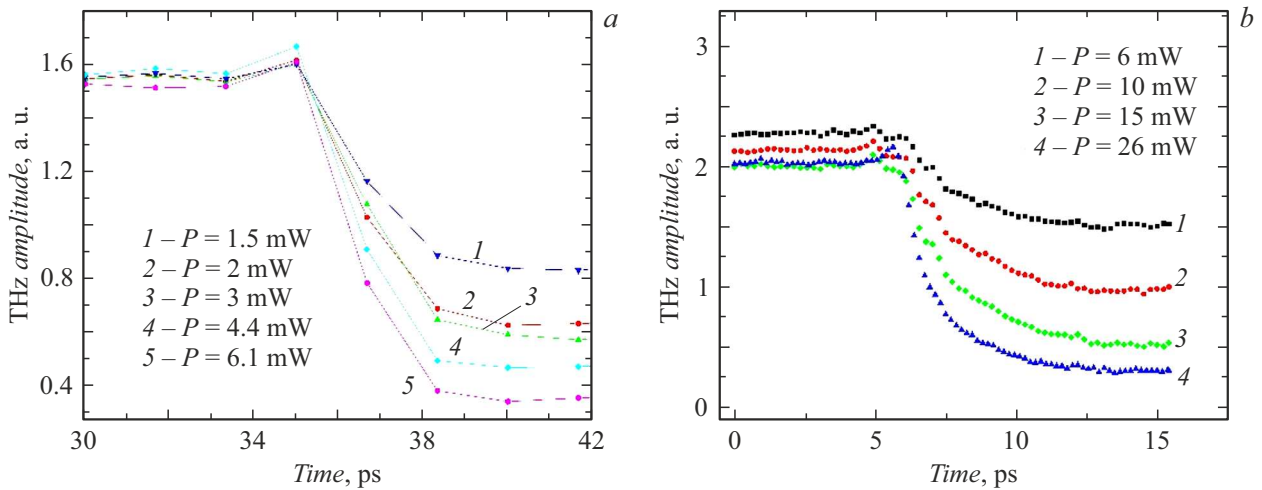 a
1.6
1.2
0.8
0.4
THz amplitude, a. u.
1 – P = 1.5 mW
2 – P = 2 mW
3 – P = 3 mW
4 – P = 4.4 mW
5 – P = 6.1 mW
1
2
3
4
5
30
34
38
42
Time, ps
b
3
2
1
0
THz amplitude, a. u.
1 – P = 6 mW
2 – P = 10 mW
3 – P = 15 mW
4 – P = 26 mW
1
2
3
4
0
5
10
15
Time, ps